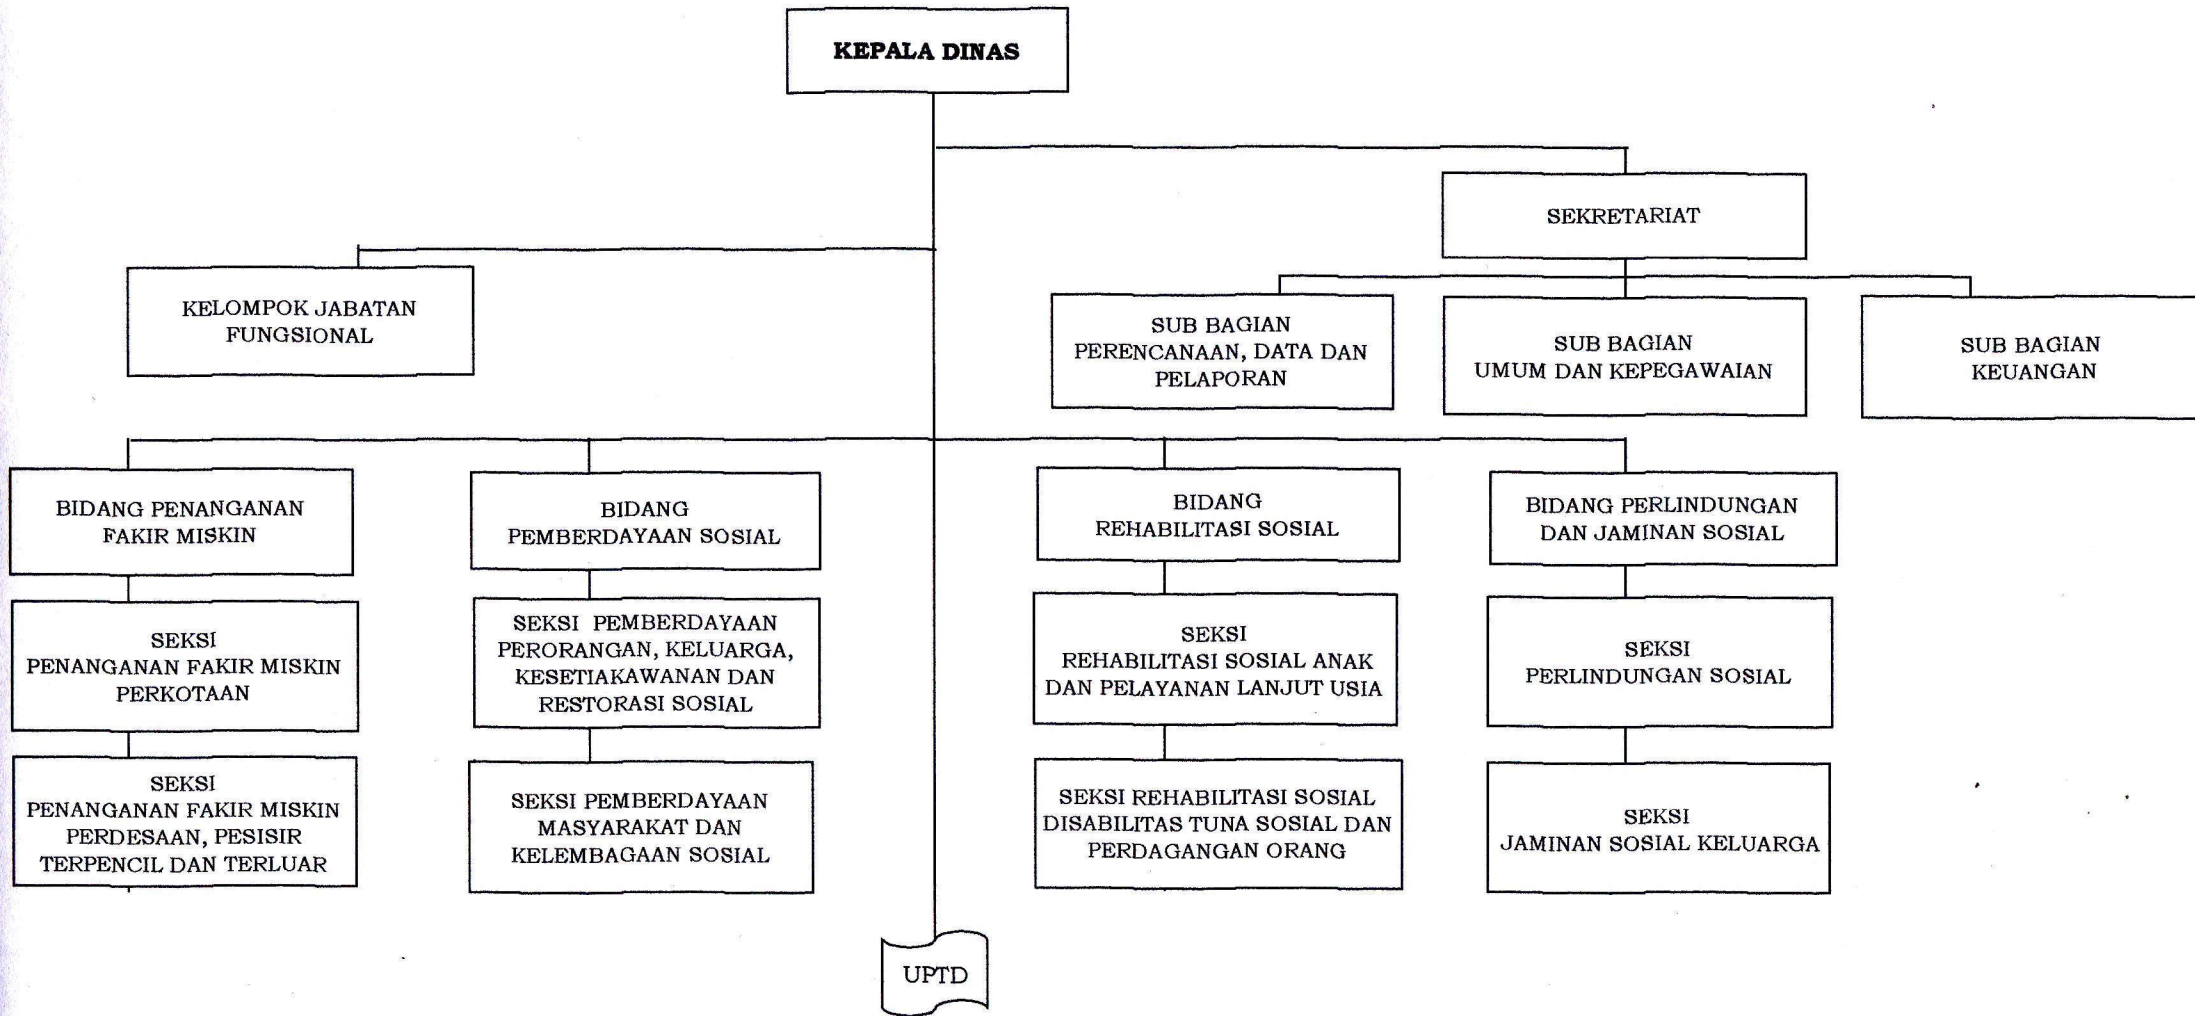 KEPALA DINAS
SEKRETARIAT
KELOMPOK JABATAN
FUNGSIONAL
SUB BAGIAN
PERENCANAAN, DATA DAN
PELAPORAN
SUB BAGIAN
UMUM DAN KEPEGAWAIAN
SUB BAGIAN
KEUANGAN
BIDANG PENANGANAN
FAKIR MISKIN
BIDANG
PEMBERDAYAAN SOSIAL
BIDANG
REHABILITASI SOSIAL
BIDANG PERLINDUNGAN
DAN JAMINAN SOSIAL
SEKSI
PENANGANAN FAKIR MISKIN
PERKOTAAN
SEKSI PEMBERDAYAAN
PERORANGAN, KELUARGA,
KESETIAKAWANAN DAN
RESTORASI SOSIAL
SEKSI
REHABILITASI SOSIAL ANAK
DAN PELAYANAN LANJUT USIA
SEKSI
PERLINDUNGAN SOSIAL
SEKSI
PENANGANAN FAKIR MISKIN
PERDESAAN, PESISIR
TERPENCIL DAN TERLUAR
SEKSI PEMBERDAYAAN
MASYARAKAT DAN
KELEMBAGAAN SOSIAL
SEKSI REHABILITASI SOSIAL
DISABILITAS TUNA SOSIAL DAN
PERDAGANGAN ORANG
SEKSI
JAMINAN SOSIAL KELUARGA
UPTD